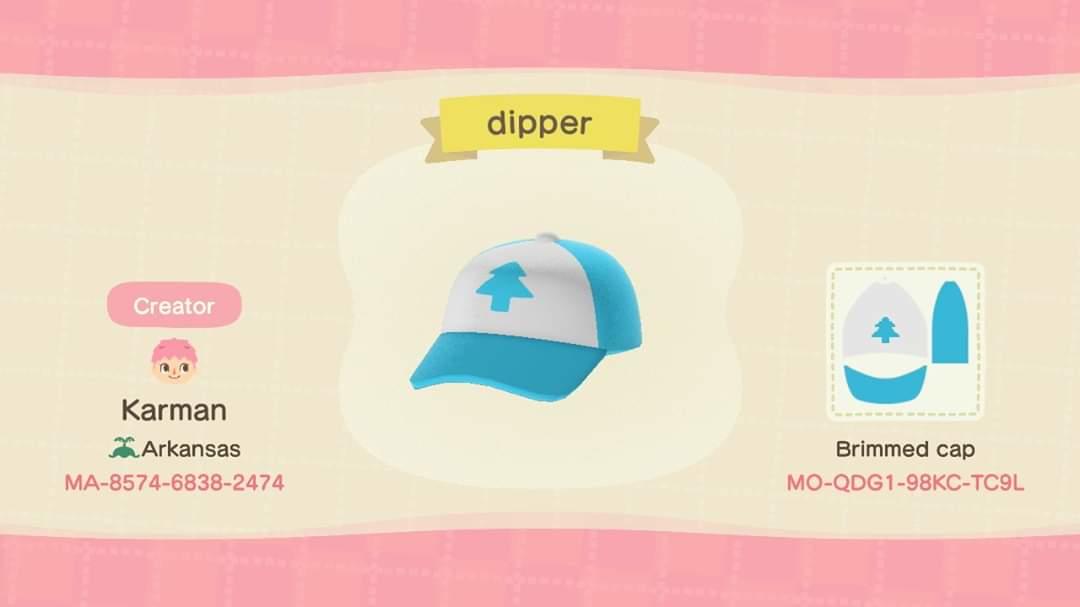 dipper
Creator
Karman
Arkansas
MA-8574-6838-2474
Brimmed cap
MO-QDG1-98KC-TC9L